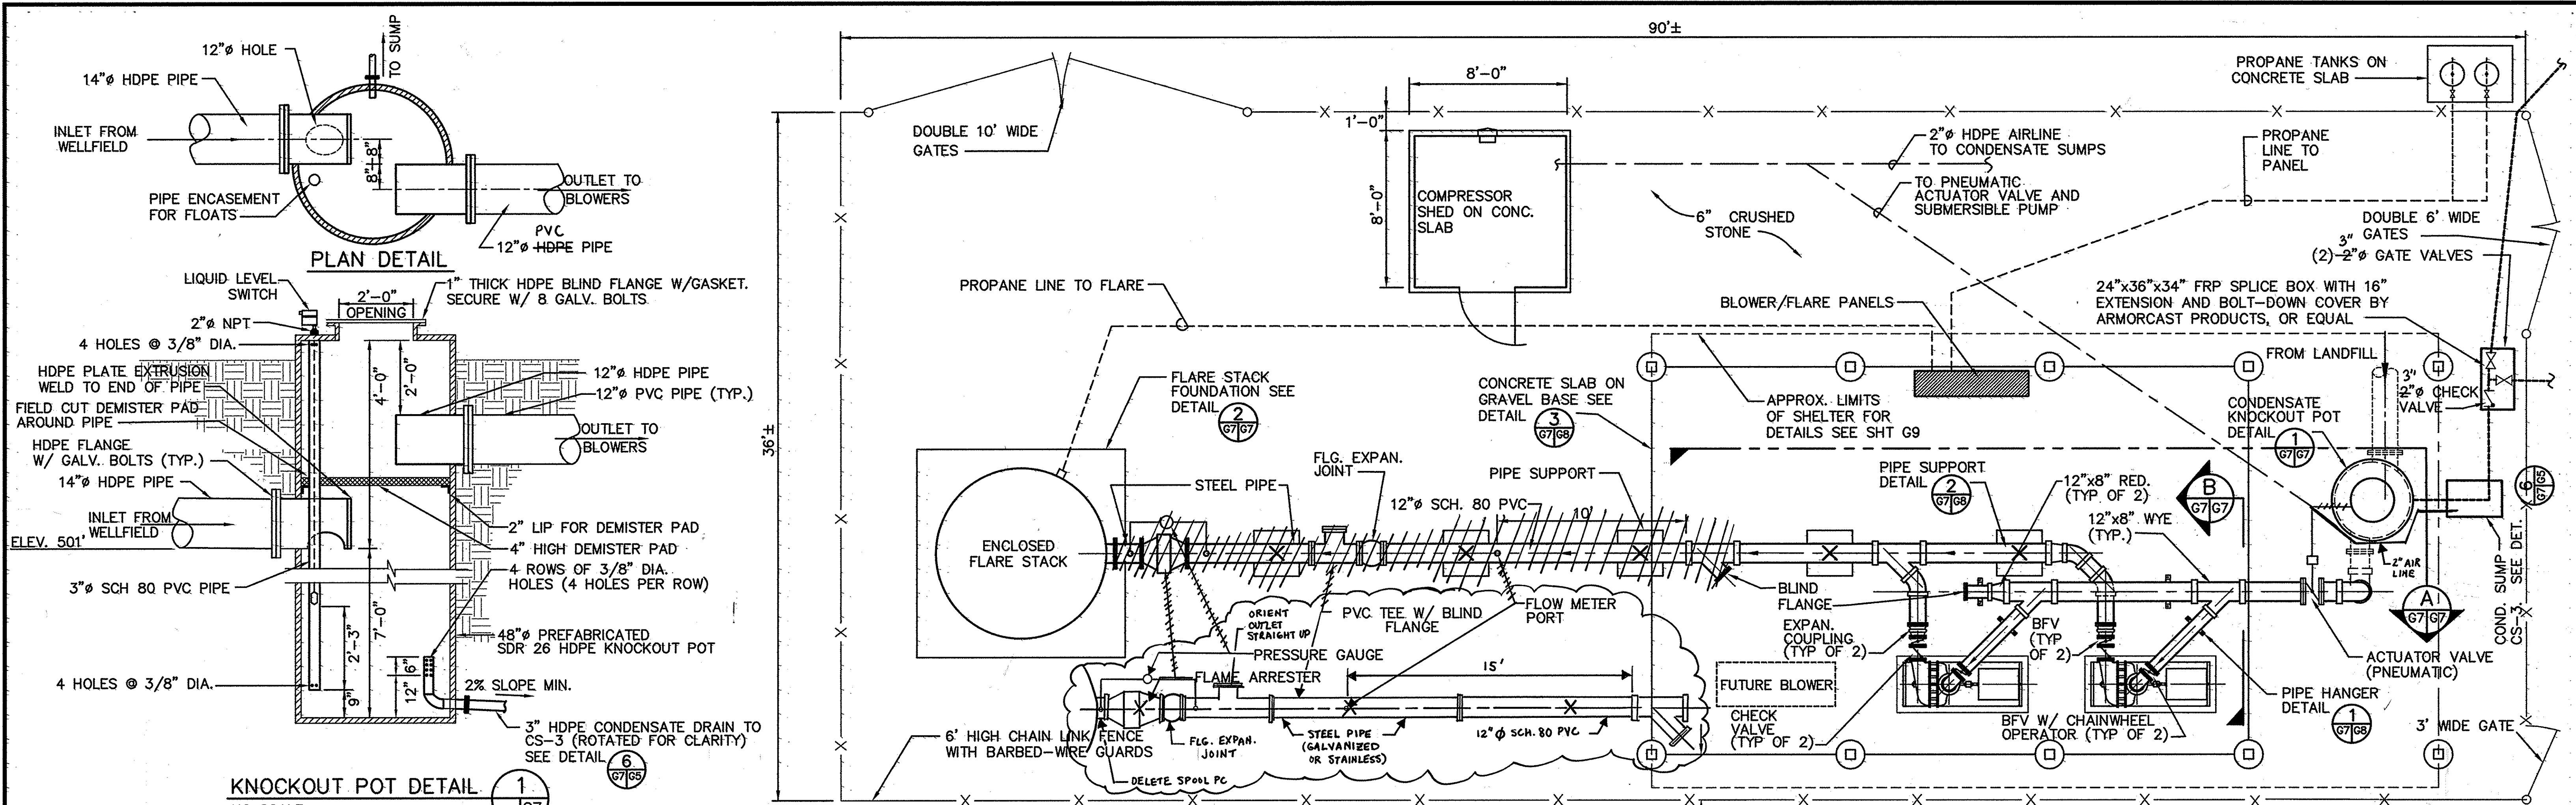 12"ø HOLE
TO SUMP
14"ø HDPE PIPE
INLET FROM
WELLFIELD
8"
8"
OUTLET TO
BLOWERS
PIPE ENCASEMENT
FOR FLOATS
PVC
12"ø HDPE PIPE
PLAN DETAIL
LIQUID LEVEL
SWITCH
2'-0"
OPENING
1" THICK HDPE BLIND FLANGE W/GASKET.
SECURE W/ 8 GALV. BOLTS
2"ø NPT
4 HOLES @ 3/8" DIA.
HDPE PLATE EXTRUSION
WELD TO END OF PIPE
FIELD CUT DEMISTER PAD
AROUND PIPE
HDPE FLANGE
W/ GALV. BOLTS (TYP.)
14"ø HDPE PIPE
INLET FROM
WELLFIELD
ELEV. 501'
3"ø SCH 80 PVC PIPE
4 HOLES @ 3/8" DIA.
4'-0"
2'-0"
12"ø HDPE PIPE
12"ø PVC PIPE (TYP.)
OUTLET TO
BLOWERS
2" LIP FOR DEMISTER PAD
4" HIGH DEMISTER PAD
4 ROWS OF 3/8" DIA.
HOLES (4 HOLES PER ROW)
48"ø PREFABRICATED
SDR 26 HDPE KNOCKOUT POT
7'-0"
2'-3"
9"
6"
12"
2% SLOPE MIN.
3" HDPE CONDENSATE DRAIN TO
CS-3 (ROTATED FOR CLARITY)
SEE DETAIL
6
G7 G5
KNOCKOUT POT DETAIL
1
90'±
36'±
DOUBLE 10' WIDE
GATES
8'-0"
1'-0"
8'-0"
COMPRESSOR
SHED ON CONC.
SLAB
2"ø HDPE AIRLINE
TO CONDENSATE SUMPS
TO PNEUMATIC
ACTUATOR VALVE AND
SUBMERSIBLE PUMP
6" CRUSHED
STONE
PROPANE TANKS ON
CONCRETE SLAB
PROPANE
LINE TO
PANEL
DOUBLE 6' WIDE
GATES
3"
(2) 2"ø GATE VALVES
24"x36"x34" FRP SPLICE BOX WITH 16"
EXTENSION AND BOLT-DOWN COVER BY
ARMORCAST PRODUCTS, OR EQUAL
PROPANE LINE TO FLARE
BLOWER/FLARE PANELS
FROM LANDFILL
3"
2"ø CHECK
VALVE
CONDENSATE
KNOCKOUT POT
DETAIL
1
G7 G7
FLARE STACK
FOUNDATION SEE
DETAIL
2
G7 G7
CONCRETE SLAB ON
GRAVEL BASE SEE
DETAIL
3
G7 G8
APPROX. LIMITS
OF SHELTER FOR
DETAILS SEE SHT G9
FLG. EXPAN.
JOINT
PIPE SUPPORT
PIPE SUPPORT
DETAIL
2
G7 G8
12"x8" RED.
(TYP OF 2)
12"x8" WYE
(TYP.)
B
G7 G7
STEEL PIPE
12"ø SCH. 80 PVC
10'
ENCLOSED
FLARE STACK
6
G7 G5
COND. SUMP
CS-3, SEE DET.
2" AIR
LINE
BLIND
FLANGE
EXPAN.
COUPLING
(TYP OF 2)
BFV
(TYP
OF 2)
A
G7 G7
ACTUATOR VALVE
(PNEUMATIC)
ORIENT
OUTLET
STRAIGHT UP
PVC TEE W/ BLIND
FLANGE
FLOW METER
PORT
PRESSURE GAUGE
FLAME ARRESTER
15'
FUTURE BLOWER
CHECK
VALVE
(TYP OF 2)
BFV W/ CHAINWHEEL
OPERATOR (TYP OF 2)
PIPE HANGER
DETAIL
1
G7 G8
3' WIDE GATE
6' HIGH CHAIN LINK FENCE
WITH BARBED-WIRE GUARDS
FLG. EXPAN.
JOINT
STEEL PIPE
(GALVANIZED
OR STAINLESS)
12"ø SCH. 80 PVC
DELETE SPOOL PC